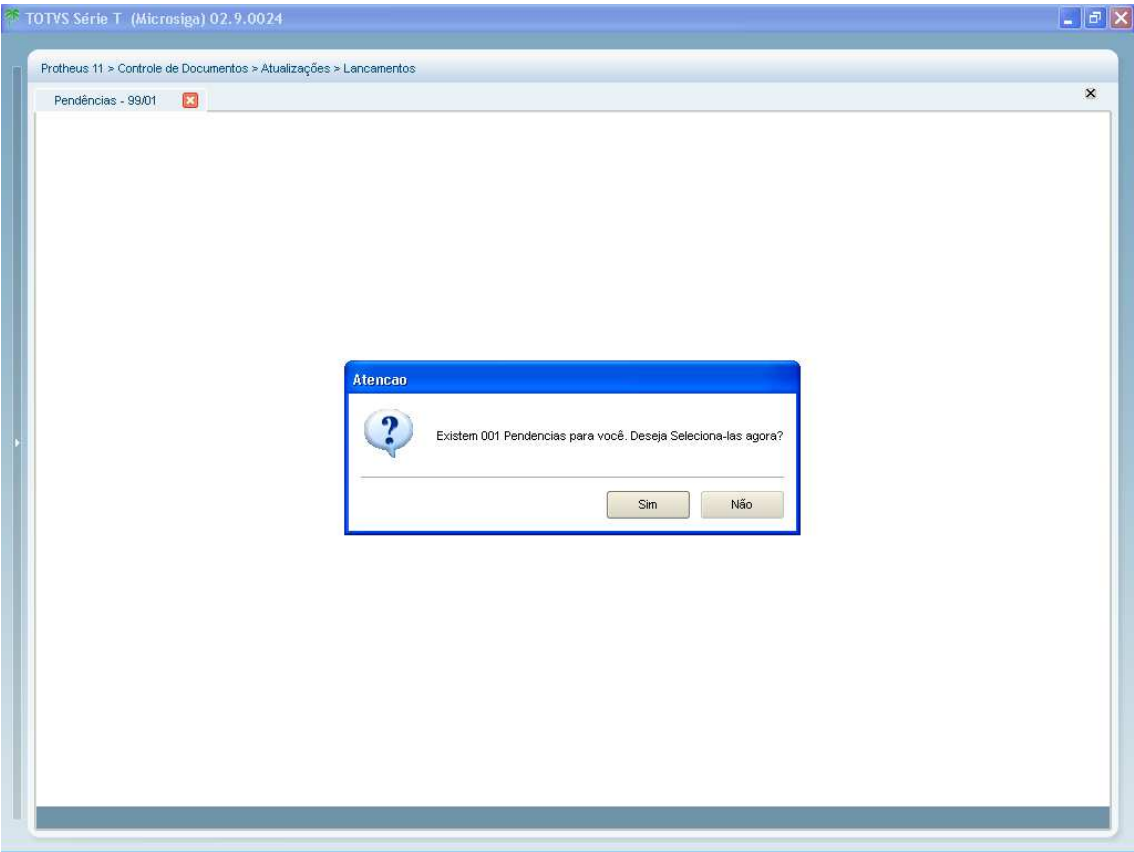 TOTVS Série T (Microsiga) 02.9.0024
Protheus 11 > Controle de Documentos > Atualizações > Lancamentos
Pendências - 99/01
Atencao
Existem 001 Pendencias para você. Deseja Seleciona-las agora?
Sim Não